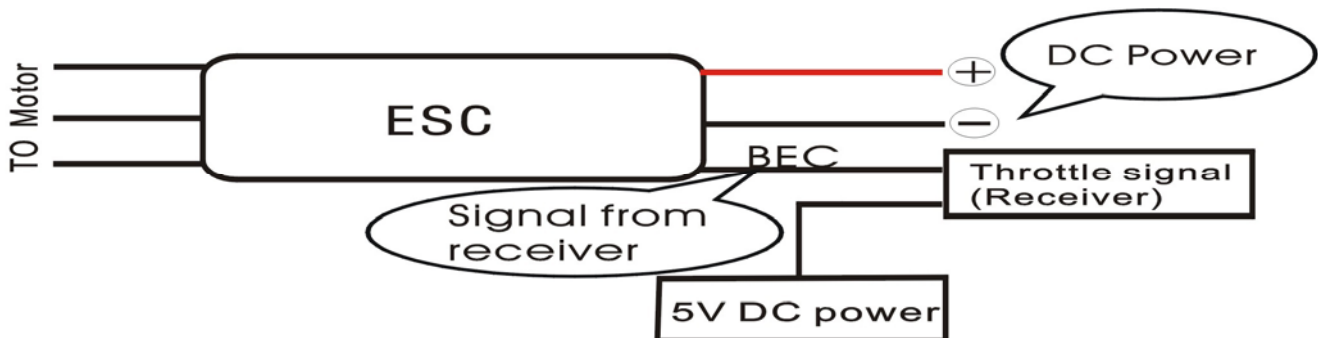 TO Motor
ESC
+
DC Power
−
BEC
Throttle signal
(Receiver)
Signal from
receiver
5V DC power